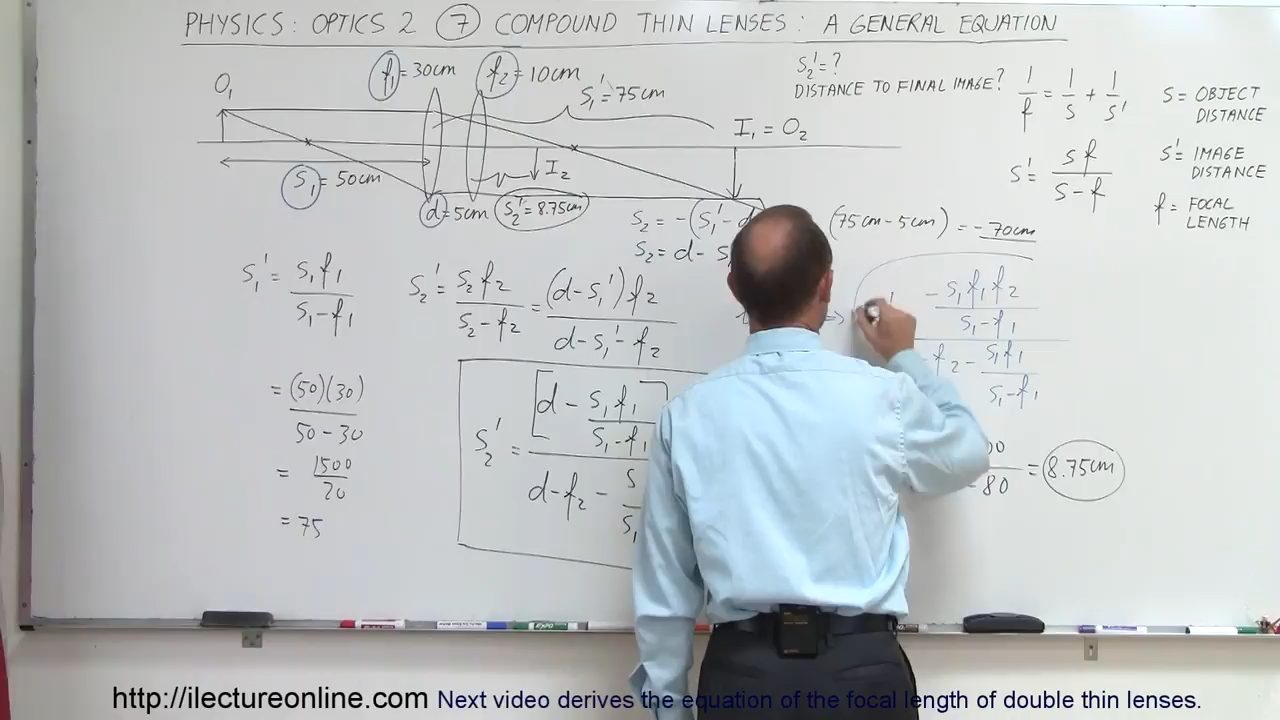 PHYSICS: OPTICS 2 ⑦ COMPOUND THIN LENSES: A GENERAL EQUATION
O₁
f₁ = 30cm
f₂ = 10cm
S₁' = 75cm
S₂' = ?
DISTANCE TO FINAL IMAGE?
1/f = 1/s + 1/s'
S = OBJECT
DISTANCE
I₁ = O₂
S' = sf/(s-f)
S' = IMAGE
DISTANCE
I₂
S₁ = 50cm
f = FOCAL
LENGTH
d = 5cm
S₂' = 8.75cm
S₂ = -(S₁' - d
(75cm - 5cm) = -70cm
S₂ = d - S
S₁' = S₁f₁/(S₁-f₁)
S₂' = S₂f₂/(S₂-f₂) = (d-S₁')f₂/(d-S₁'-f₂)
-S₁f₁f₂
S₁-f₁
f₂ - S₁f₁
S₁-f₁
= (50)(30)
50-30
= 1500
20
= 75
S₂' = [d - S₁f₁/(S₁-f₁)]
d-f₂-
-80 = 8.75cm
http://ilectureonline.com Next video derives the equation of the focal length of double thin lenses.